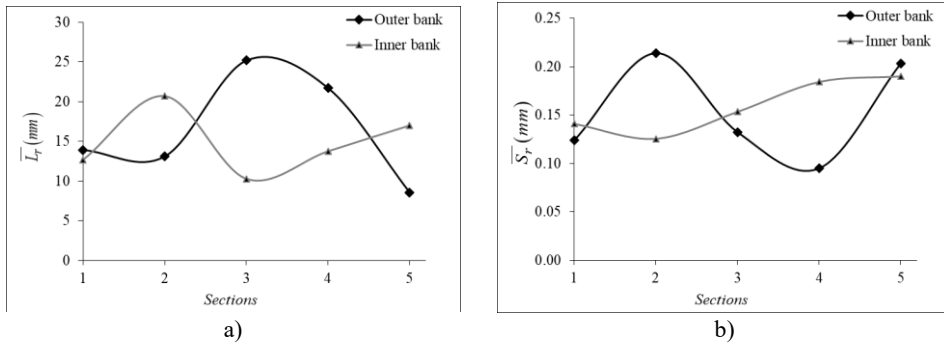 30
25
20
15
10
5
0
L̅r (mm)
Outer bank
Inner bank
1 2 3 4 5
Sections
a)
0.25
0.20
0.15
0.10
0.05
0.00
S̅r (mm)
Outer bank
Inner bank
1 2 3 4 5
Sections
b)